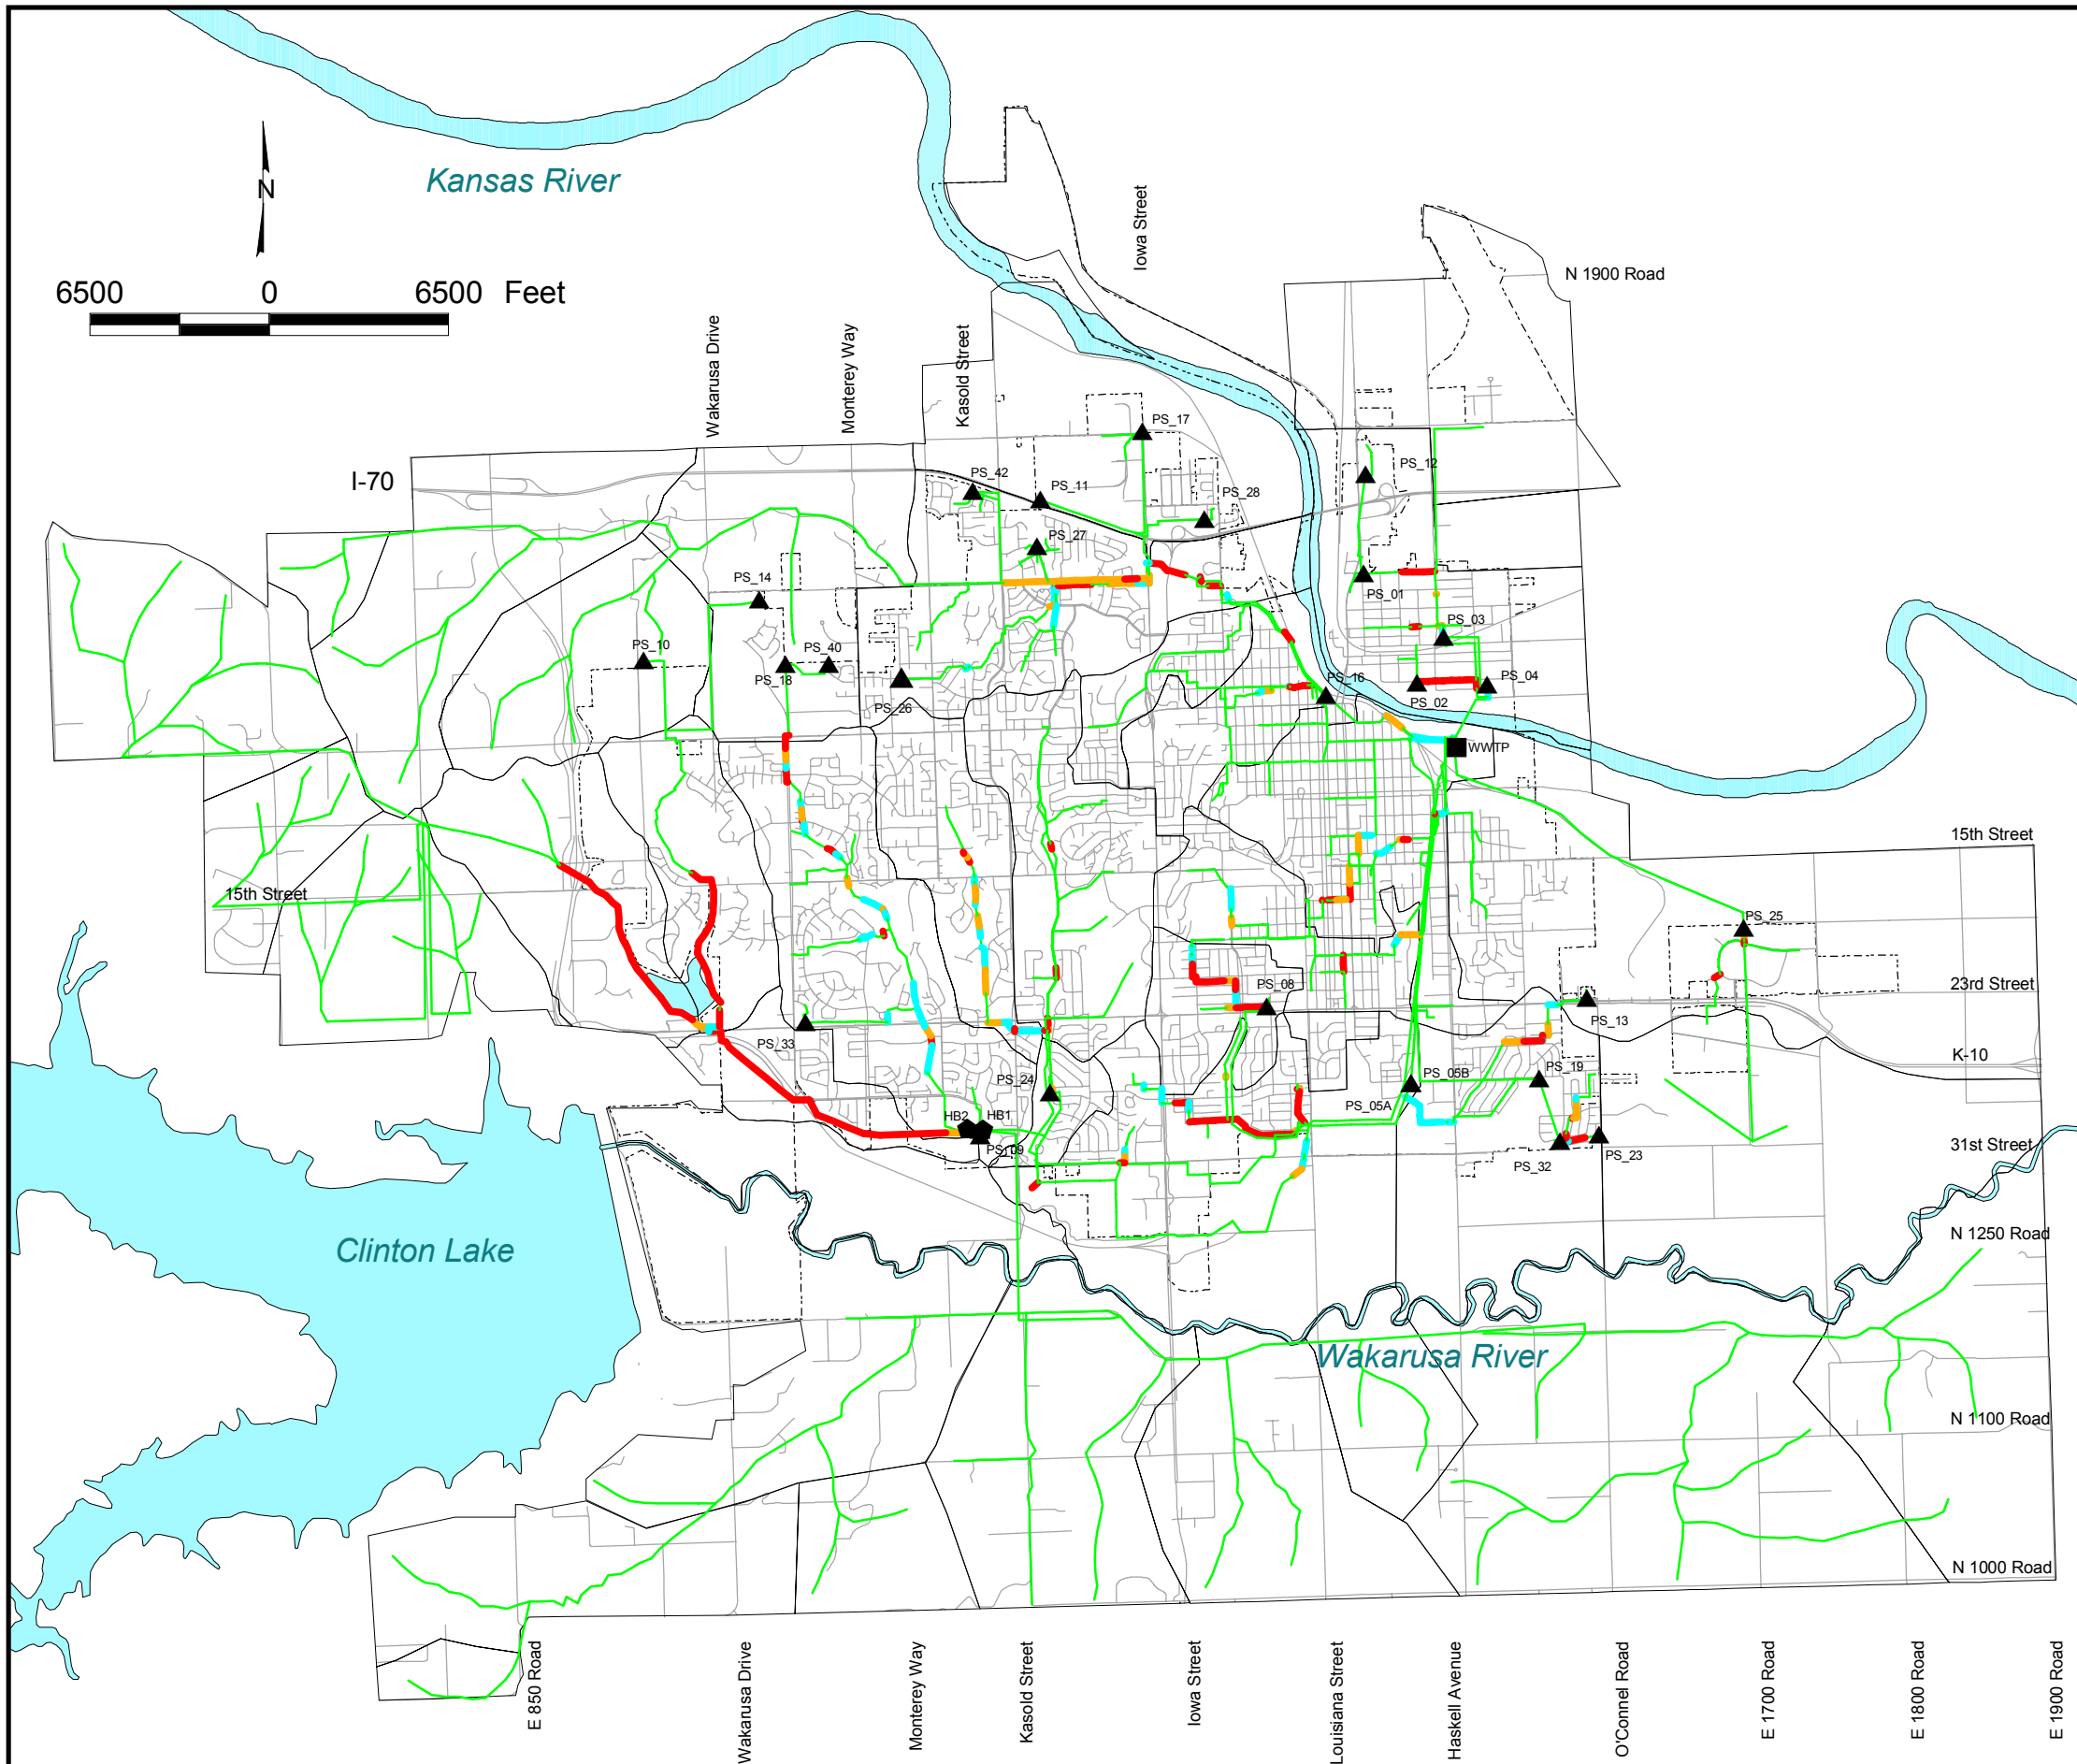 Kansas River
N
6500 0 6500 Feet
Iowa Street
N 1900 Road
Wakarusa Drive
Monterey Way
Kasold Street
I-70
PS_17
PS_42
PS_11
PS_28
PS_12
PS_27
PS_14
PS_01
PS_10
PS_40
PS_18
PS_03
PS_26
PS_16
PS_02
PS_04
WWTP
15th Street
15th Street
PS_25
23rd Street
PS_08
PS_13
PS_33
K-10
PS_24
PS_05B
PS_19
PS_05A
HB2
HB1
PS_09
PS_32
PS_23
31st Street
Clinton Lake
N 1250 Road
Wakarusa River
N 1100 Road
N 1000 Road
E 850 Road
Wakarusa Drive
Monterey Way
Kasold Street
Iowa Street
Louisiana Street
Haskell Avenue
O'Connel Road
E 1700 Road
E 1800 Road
E 1900 Road